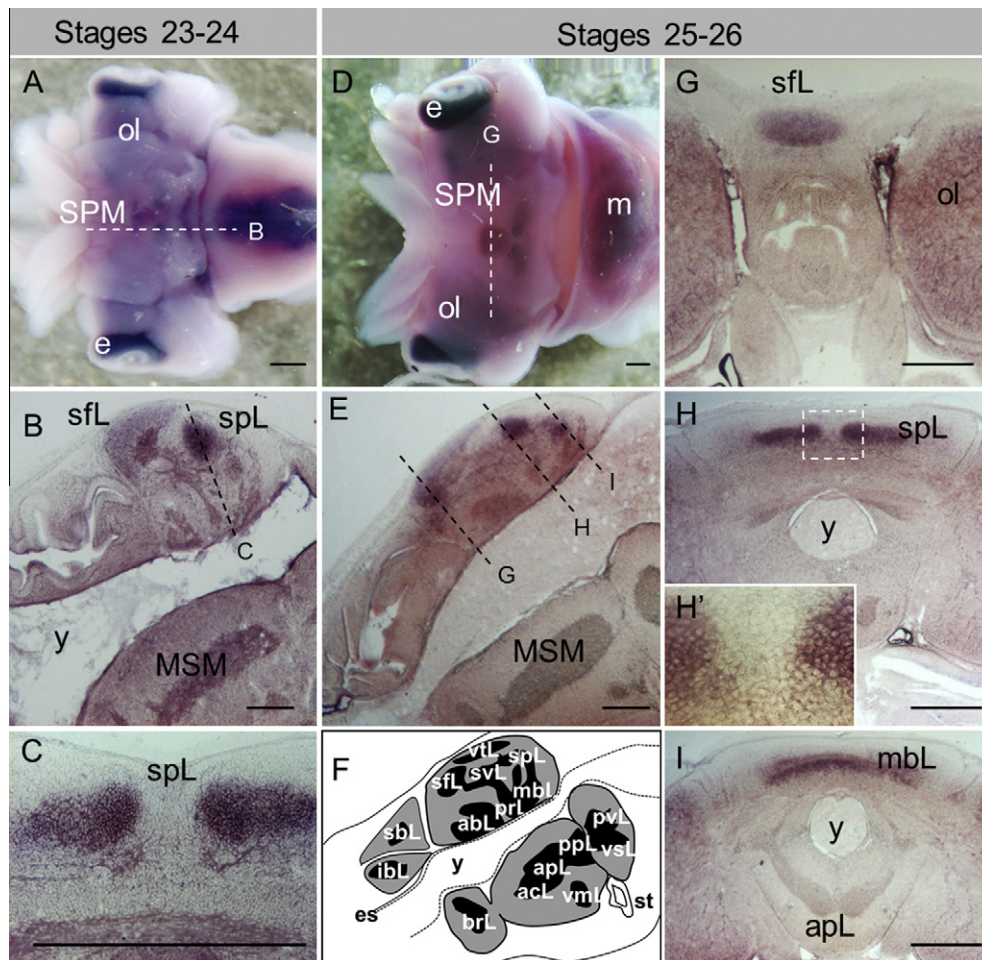 Stages 23-24
Stages 25-26
A
ol
SPM
B
e
D
e
G
SPM
m
ol
G
sfL
ol
B
sfL
spL
C
y
MSM
E
I
H
G
MSM
H
spL
y
H'
C
spL
F
vtL
spL
svL
sfL
mbL
prL
abL
sbL
ibL
y
es
pvL
ppL
vsL
apL
acL
vmL
st
brL
I
mbL
y
apL